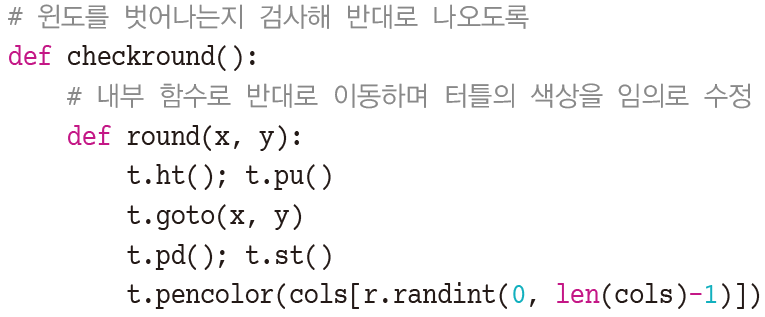 # 윈도를 벗어나는지 검사해 반대로 나오도록
def checkround():
    # 내부 함수로 반대로 이동하며 터틀의 색상을 임의로 수정
    def round(x, y):
        t.ht(); t.pu()
        t.goto(x, y)
        t.pd(); t.st()
        t.pencolor(cols[r.randint(0, len(cols)-1)])